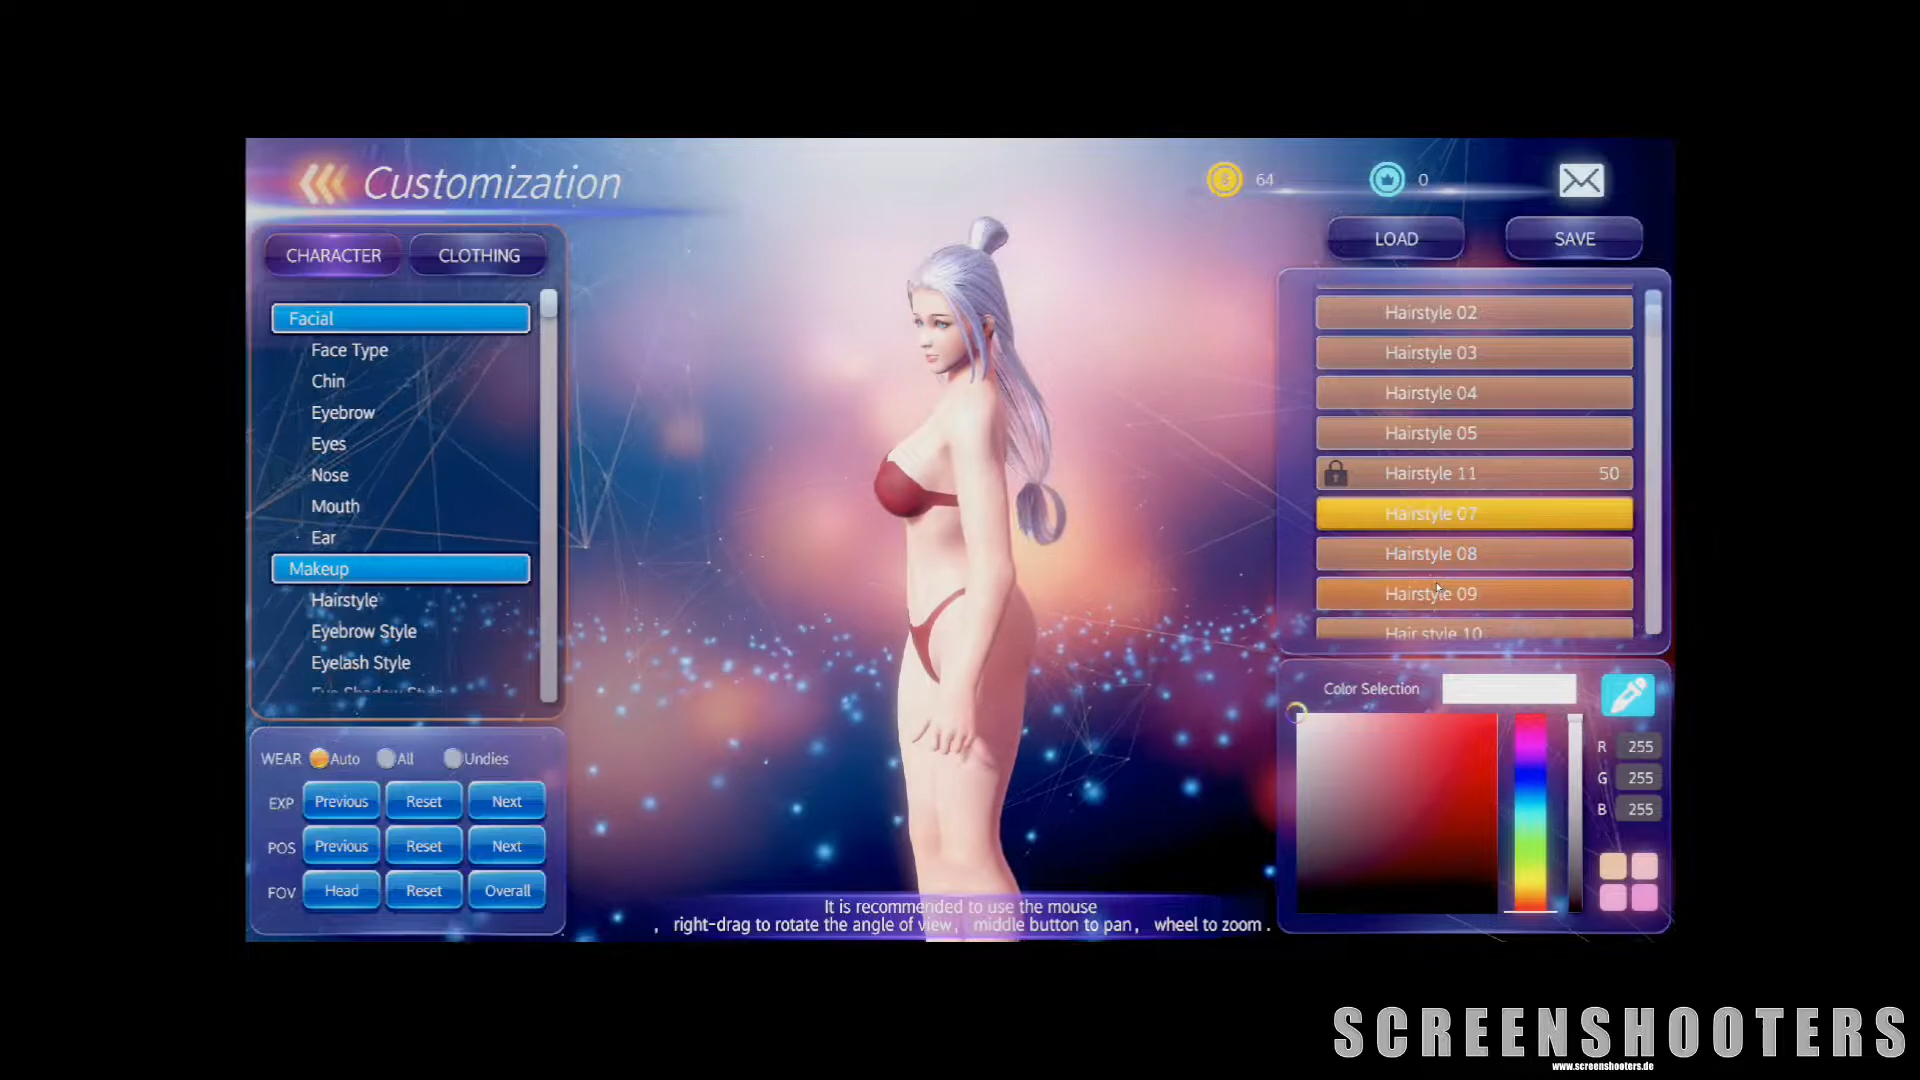 Customization
64
0
LOAD
SAVE
CHARACTER
CLOTHING
Facial
Face Type
Chin
Eyebrow
Eyes
Nose
Mouth
Ear
Makeup
Hairstyle
Eyebrow Style
Eyelash Style
Eye Shadow Style
WEAR Auto All Undies
EXP Previous Reset Next
POS Previous Reset Next
FOV Head Reset Overall
It is recommended to use the mouse
, right-drag to rotate the angle of view, middle button to pan, wheel to zoom .
Hairstyle 02
Hairstyle 03
Hairstyle 04
Hairstyle 05
Hairstyle 11 50
Hairstyle 07
Hairstyle 08
Hairstyle 09
Hair style 10
Color Selection
R 255
G 255
B 255
SCREENSHOOTERS
www.screenshooters.de